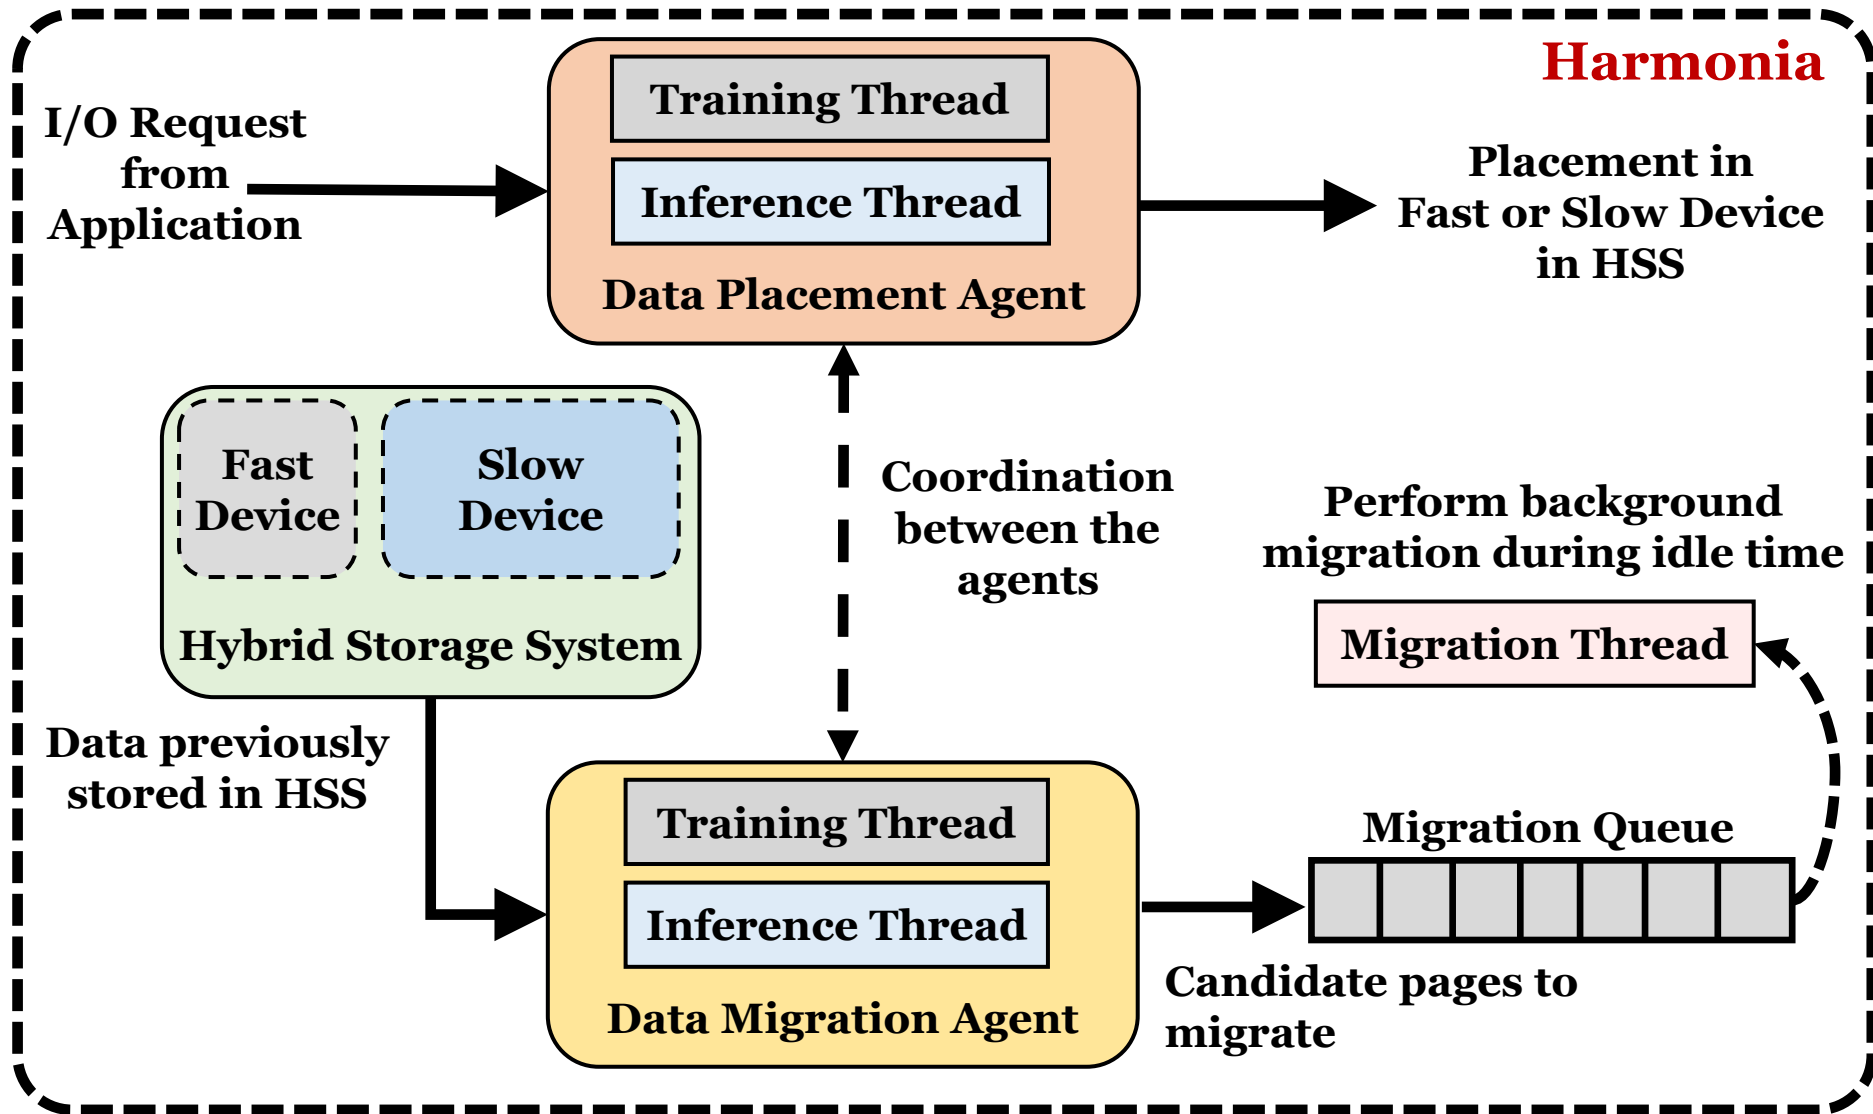 Harmonia
I/O Request
from
Application
Training Thread
Inference Thread
Data Placement Agent
Placement in
Fast or Slow Device
in HSS
Fast
Device
Slow
Device
Hybrid Storage System
Coordination
between the
agents
Perform background
migration during idle time
Migration Thread
Data previously
stored in HSS
Training Thread
Inference Thread
Data Migration Agent
Migration Queue
Candidate pages to
migrate